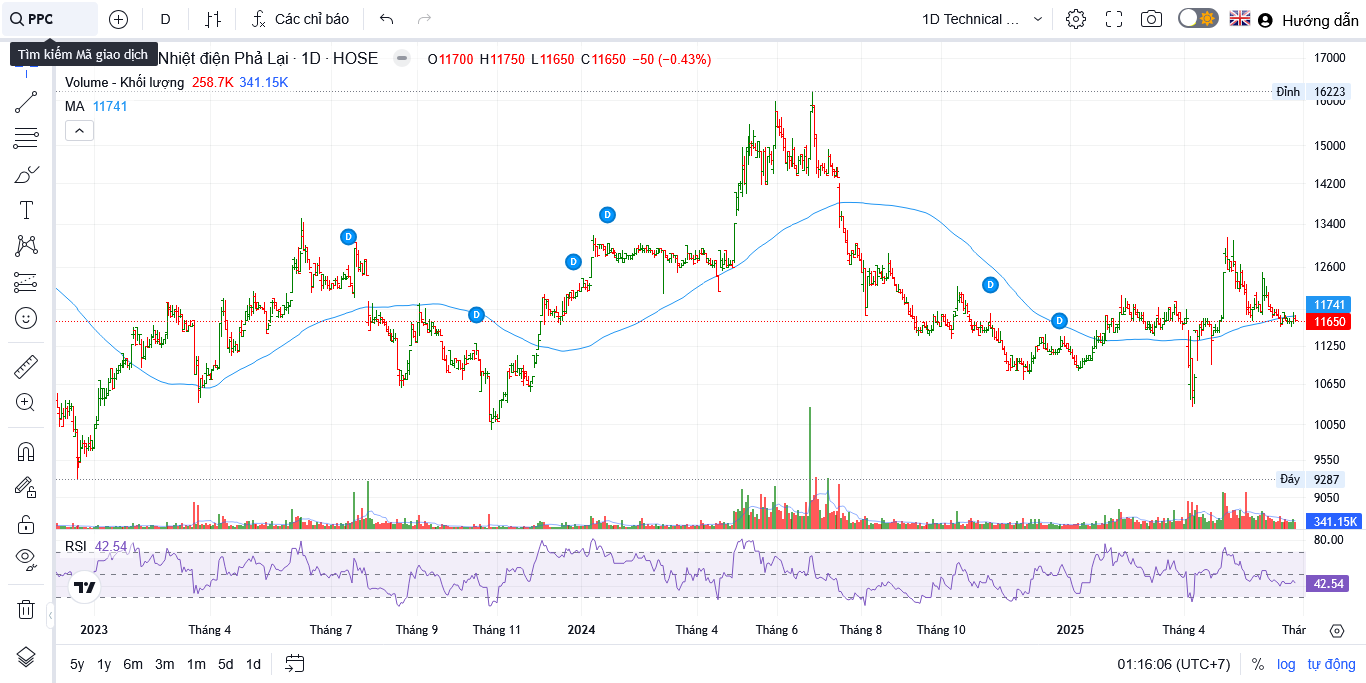 PPC
D
Các chỉ báo
1D Technical ...
Hướng dẫn
Tìm kiếm Mã giao dịch
Nhiệt điện Phả Lại · 1D · HOSE
O11700 H11750 L11650 C11650 −50 (−0.43%)
Volume - Khối lượng 258.7K 341.15K
MA 11741
17000
Đỉnh 16223
16000
15000
14200
13400
12600
11741
11650
11250
10650
10050
9550
Đáy 9287
9050
341.15K
D
D
D
D
D
D
RSI 42.54
80.00
42.54
2023 Tháng 4 Tháng 7 Tháng 9 Tháng 11 2024 Tháng 4 Tháng 6 Tháng 8 Tháng 10 2025 Tháng 4 Thár
5y 1y 6m 3m 1m 5d 1d
01:16:06 (UTC+7) % log tự động